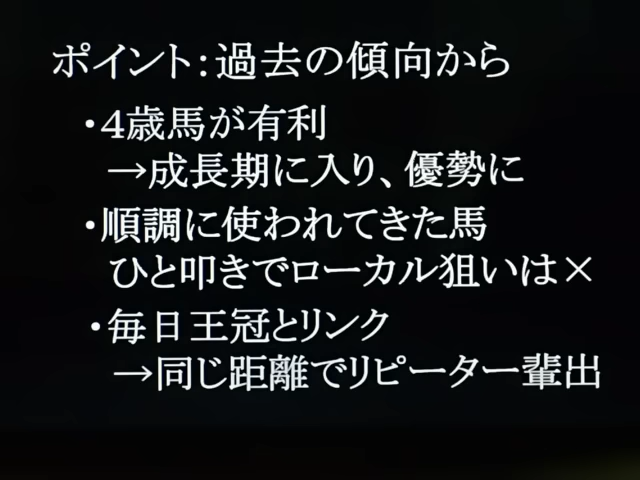 ポイント：過去の傾向から
・４歳馬が有利
→成長期に入り、優勢に
・順調に使われてきた馬
ひと叩きでローカル狙いは×
・毎日王冠とリンク
→同じ距離でリピーター輩出